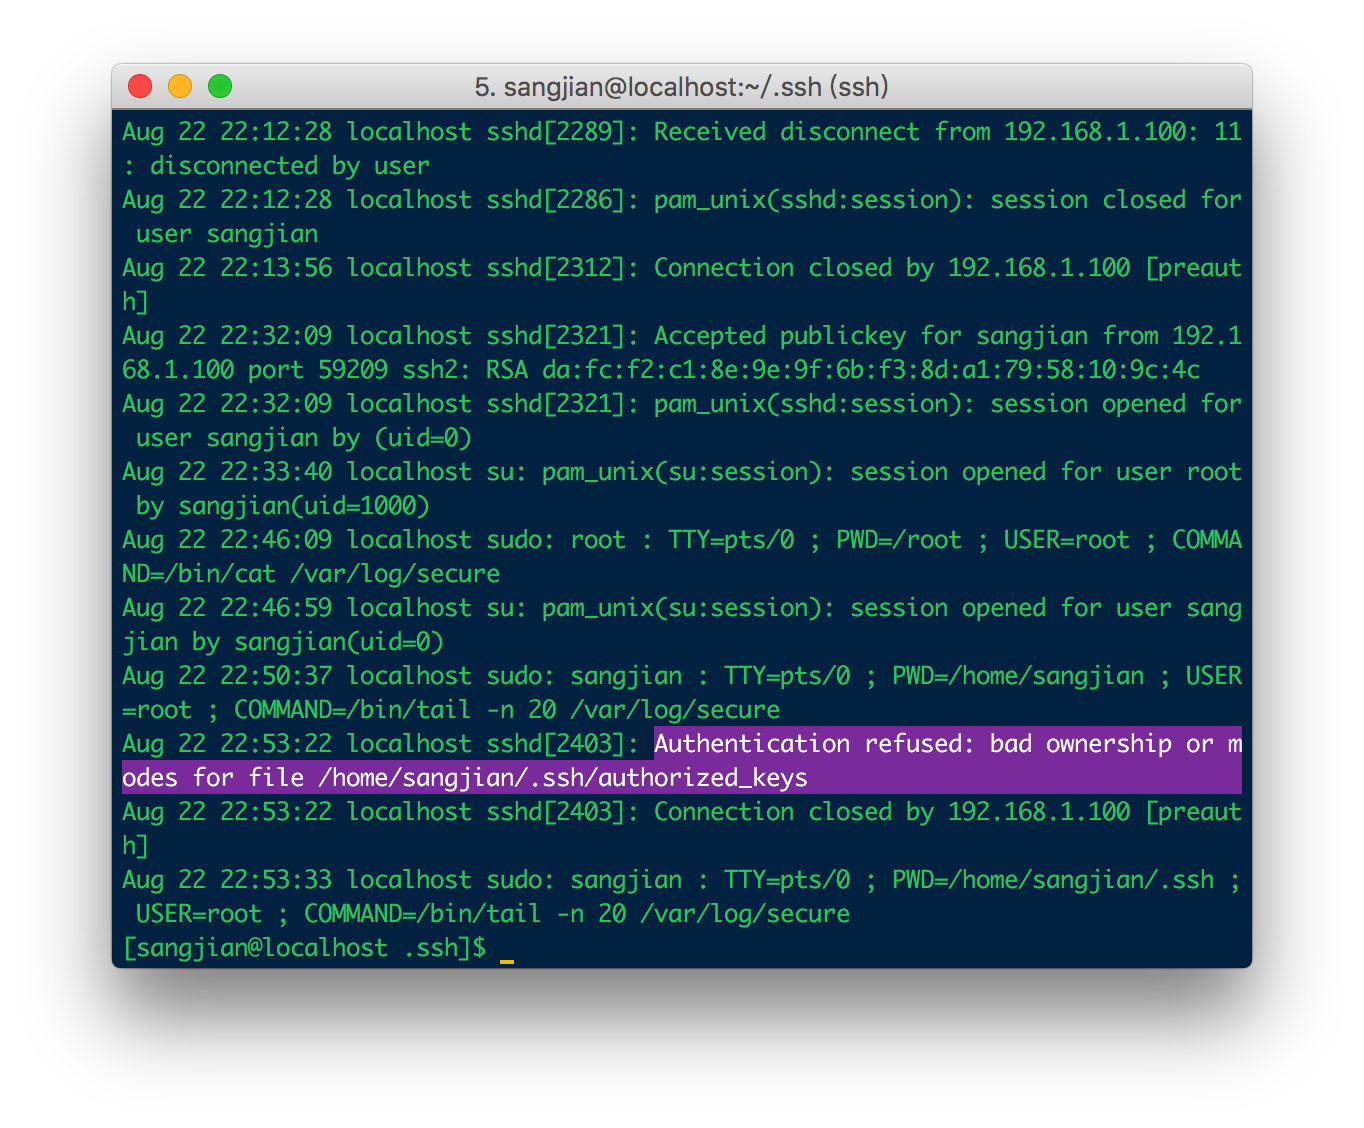 5. sangjian@localhost:~/.ssh (ssh)
Aug 22 22:12:28 localhost sshd[2289]: Received disconnect from 192.168.1.100: 11
: disconnected by user
Aug 22 22:12:28 localhost sshd[2286]: pam_unix(sshd:session): session closed for
 user sangjian
Aug 22 22:13:56 localhost sshd[2312]: Connection closed by 192.168.1.100 [preaut
h]
Aug 22 22:32:09 localhost sshd[2321]: Accepted publickey for sangjian from 192.1
68.1.100 port 59209 ssh2: RSA da:fc:f2:c1:8e:9e:9f:6b:f3:8d:a1:79:58:10:9c:4c
Aug 22 22:32:09 localhost sshd[2321]: pam_unix(sshd:session): session opened for
 user sangjian by (uid=0)
Aug 22 22:33:40 localhost su: pam_unix(su:session): session opened for user root
 by sangjian(uid=1000)
Aug 22 22:46:09 localhost sudo: root : TTY=pts/0 ; PWD=/root ; USER=root ; COMMA
ND=/bin/cat /var/log/secure
Aug 22 22:46:59 localhost su: pam_unix(su:session): session opened for user sang
jian by sangjian(uid=0)
Aug 22 22:50:37 localhost sudo: sangjian : TTY=pts/0 ; PWD=/home/sangjian ; USER
=root ; COMMAND=/bin/tail -n 20 /var/log/secure
Aug 22 22:53:22 localhost sshd[2403]: Authentication refused: bad ownership or m
odes for file /home/sangjian/.ssh/authorized_keys
Aug 22 22:53:22 localhost sshd[2403]: Connection closed by 192.168.1.100 [preaut
h]
Aug 22 22:53:33 localhost sudo: sangjian : TTY=pts/0 ; PWD=/home/sangjian/.ssh ;
 USER=root ; COMMAND=/bin/tail -n 20 /var/log/secure
[sangjian@localhost .ssh]$